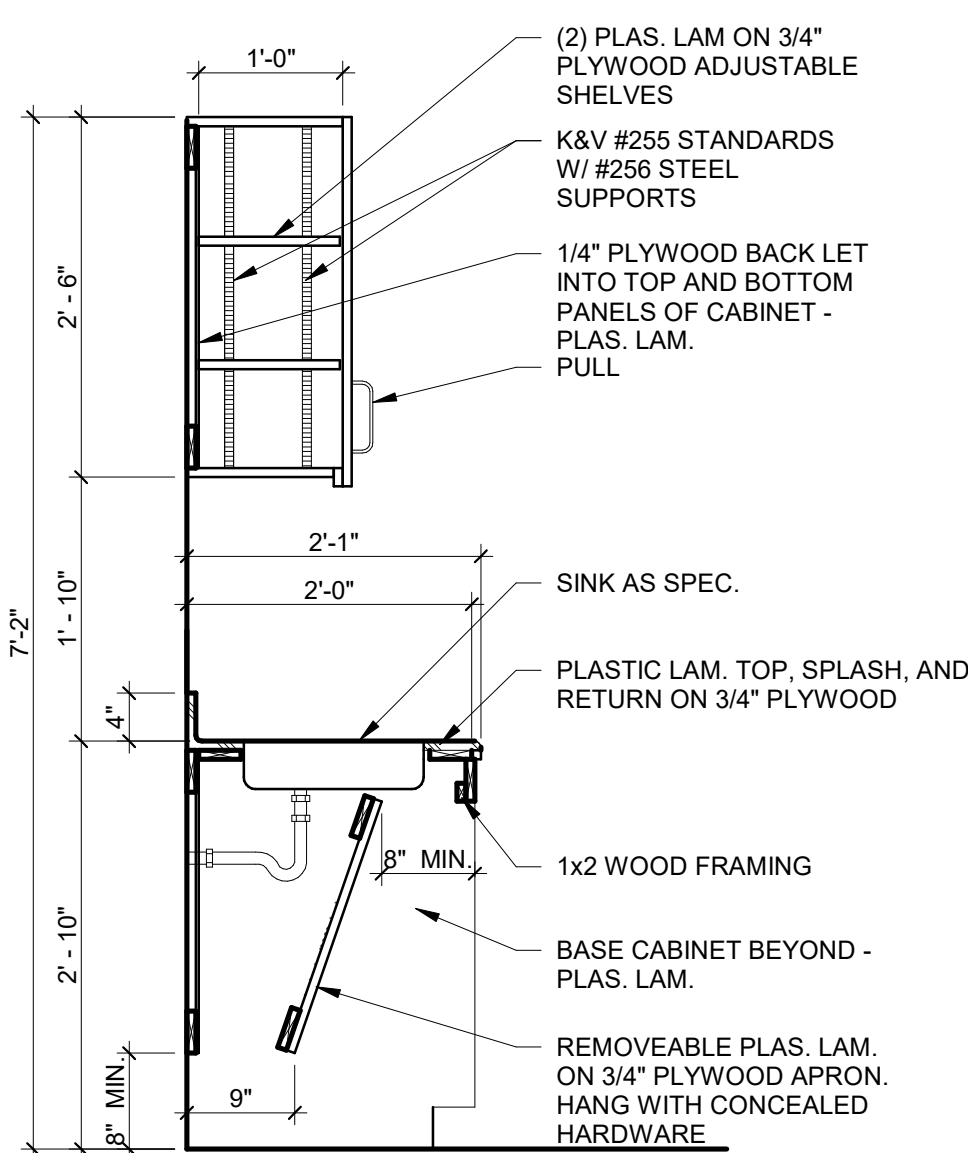 (2) PLAS. LAM ON 3/4"
PLYWOOD ADJUSTABLE
SHELVES
K&V #255 STANDARDS
W/ #256 STEEL
SUPPORTS
1/4" PLYWOOD BACK LET
INTO TOP AND BOTTOM
PANELS OF CABINET -
PLAS. LAM.
PULL
SINK AS SPEC.
PLASTIC LAM. TOP, SPLASH, AND
RETURN ON 3/4" PLYWOOD
1x2 WOOD FRAMING
BASE CABINET BEYOND -
PLAS. LAM.
REMOVEABLE PLAS. LAM.
ON 3/4" PLYWOOD APRON.
HANG WITH CONCEALED
HARDWARE
1'-0"
2' - 6"
7'-2"
1' - 10"
2'-1"
2'-0"
4"
2' - 10"
8" MIN.
8" MIN.
9"